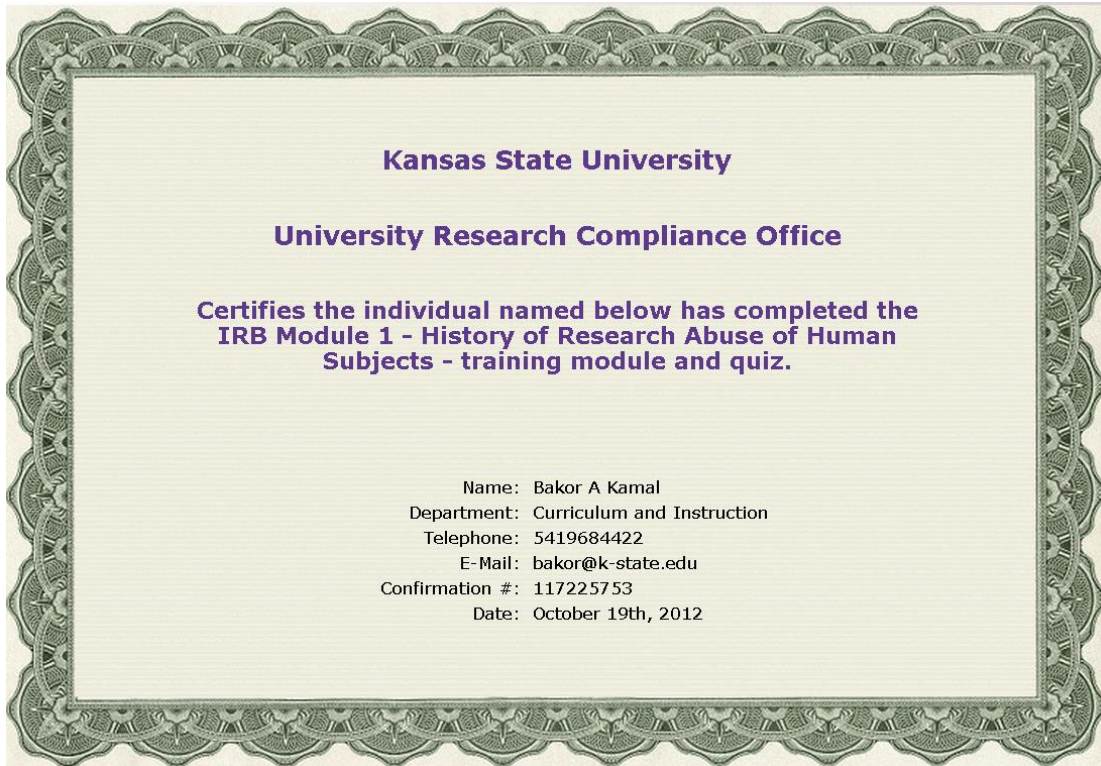 Kansas State University
University Research Compliance Office
Certifies the individual named below has completed the
IRB Module 1 - History of Research Abuse of Human
Subjects - training module and quiz.
Name: Bakor A Kamal
Department: Curriculum and Instruction
Telephone: 5419684422
E-Mail: bakor@k-state.edu
Confirmation #: 117225753
Date: October 19th, 2012